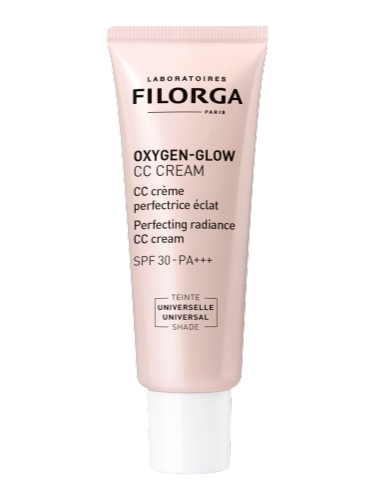 LABORATOIRES
FILORGA
PARIS
OXYGEN-GLOW
CC CREAM
CC crème
perfectrice éclat
Perfecting radiance
CC cream
SPF 30-PA+++
TEINTE
UNIVERSELLE
UNIVERSAL
SHADE